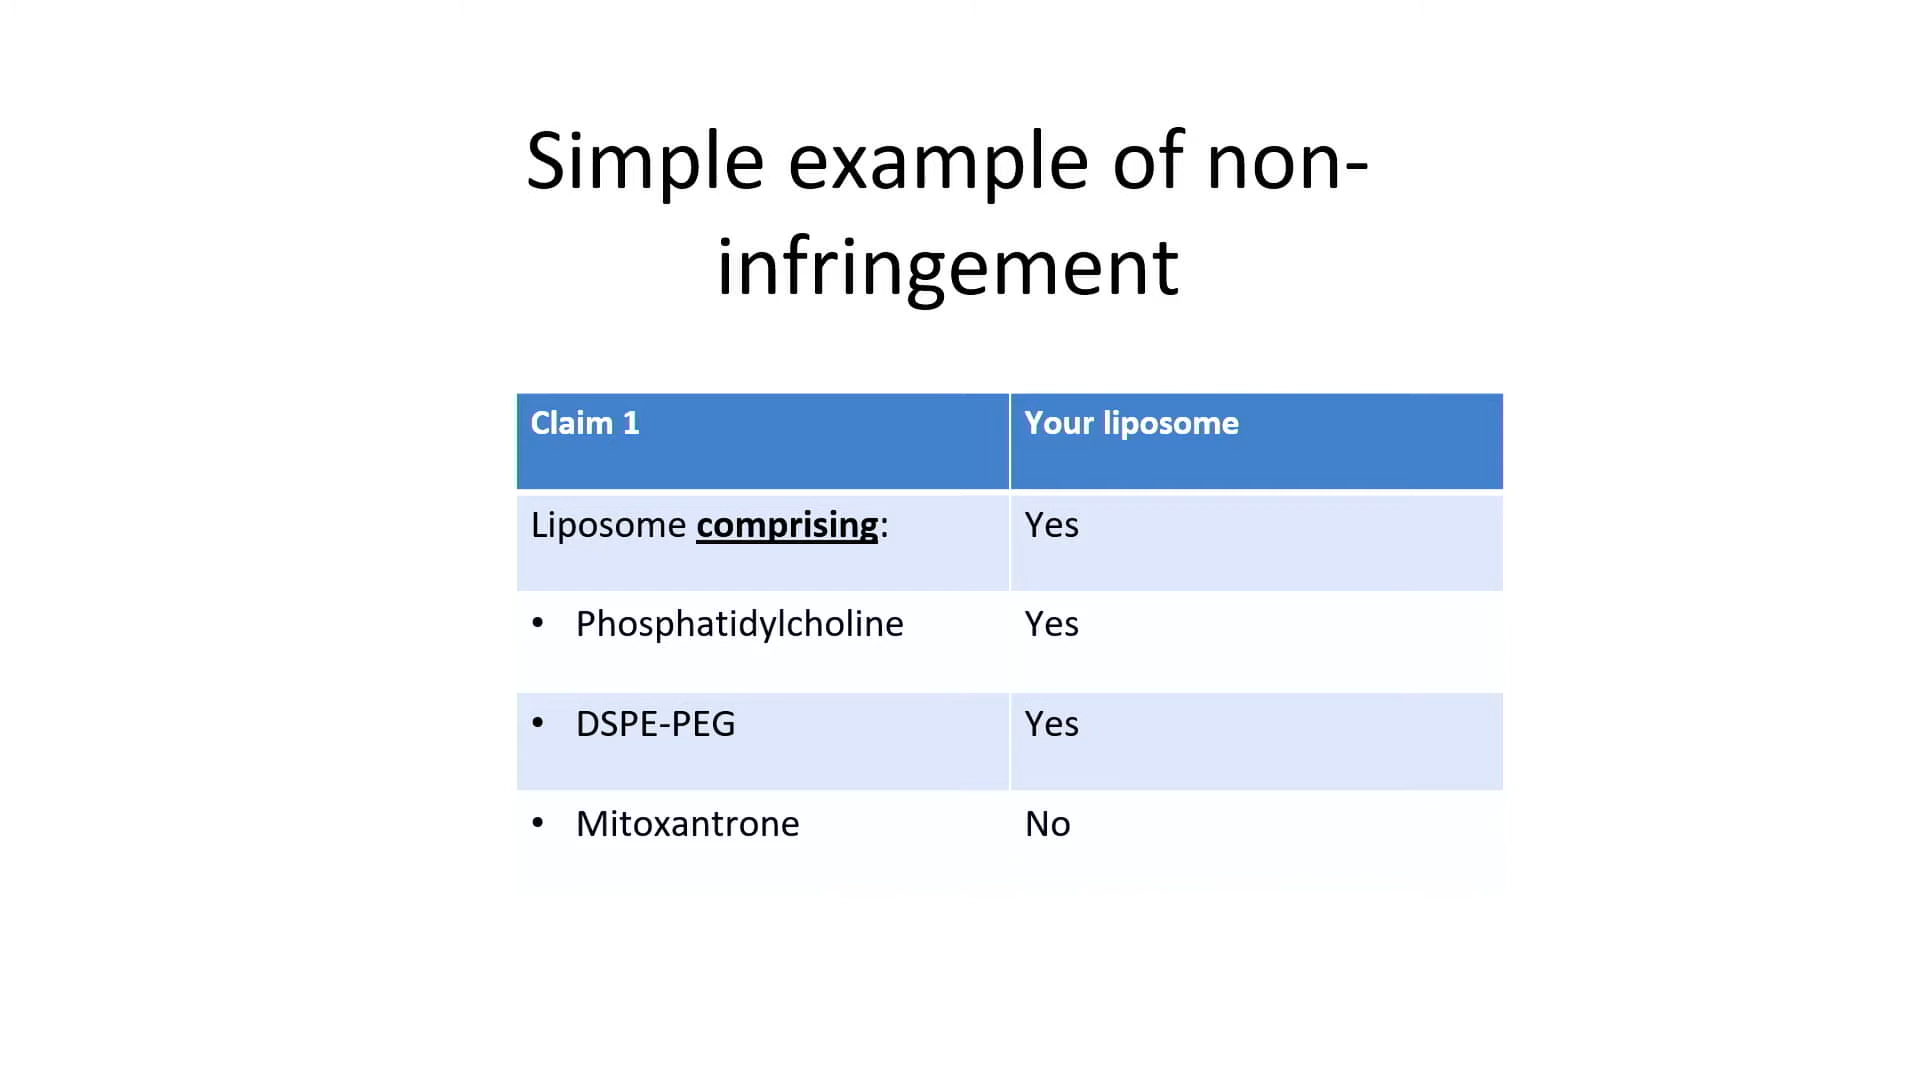 Simple example of non-
infringement
Claim 1
Your liposome
Liposome comprising:
Yes
• Phosphatidylcholine
Yes
• DSPE-PEG
Yes
• Mitoxantrone
No